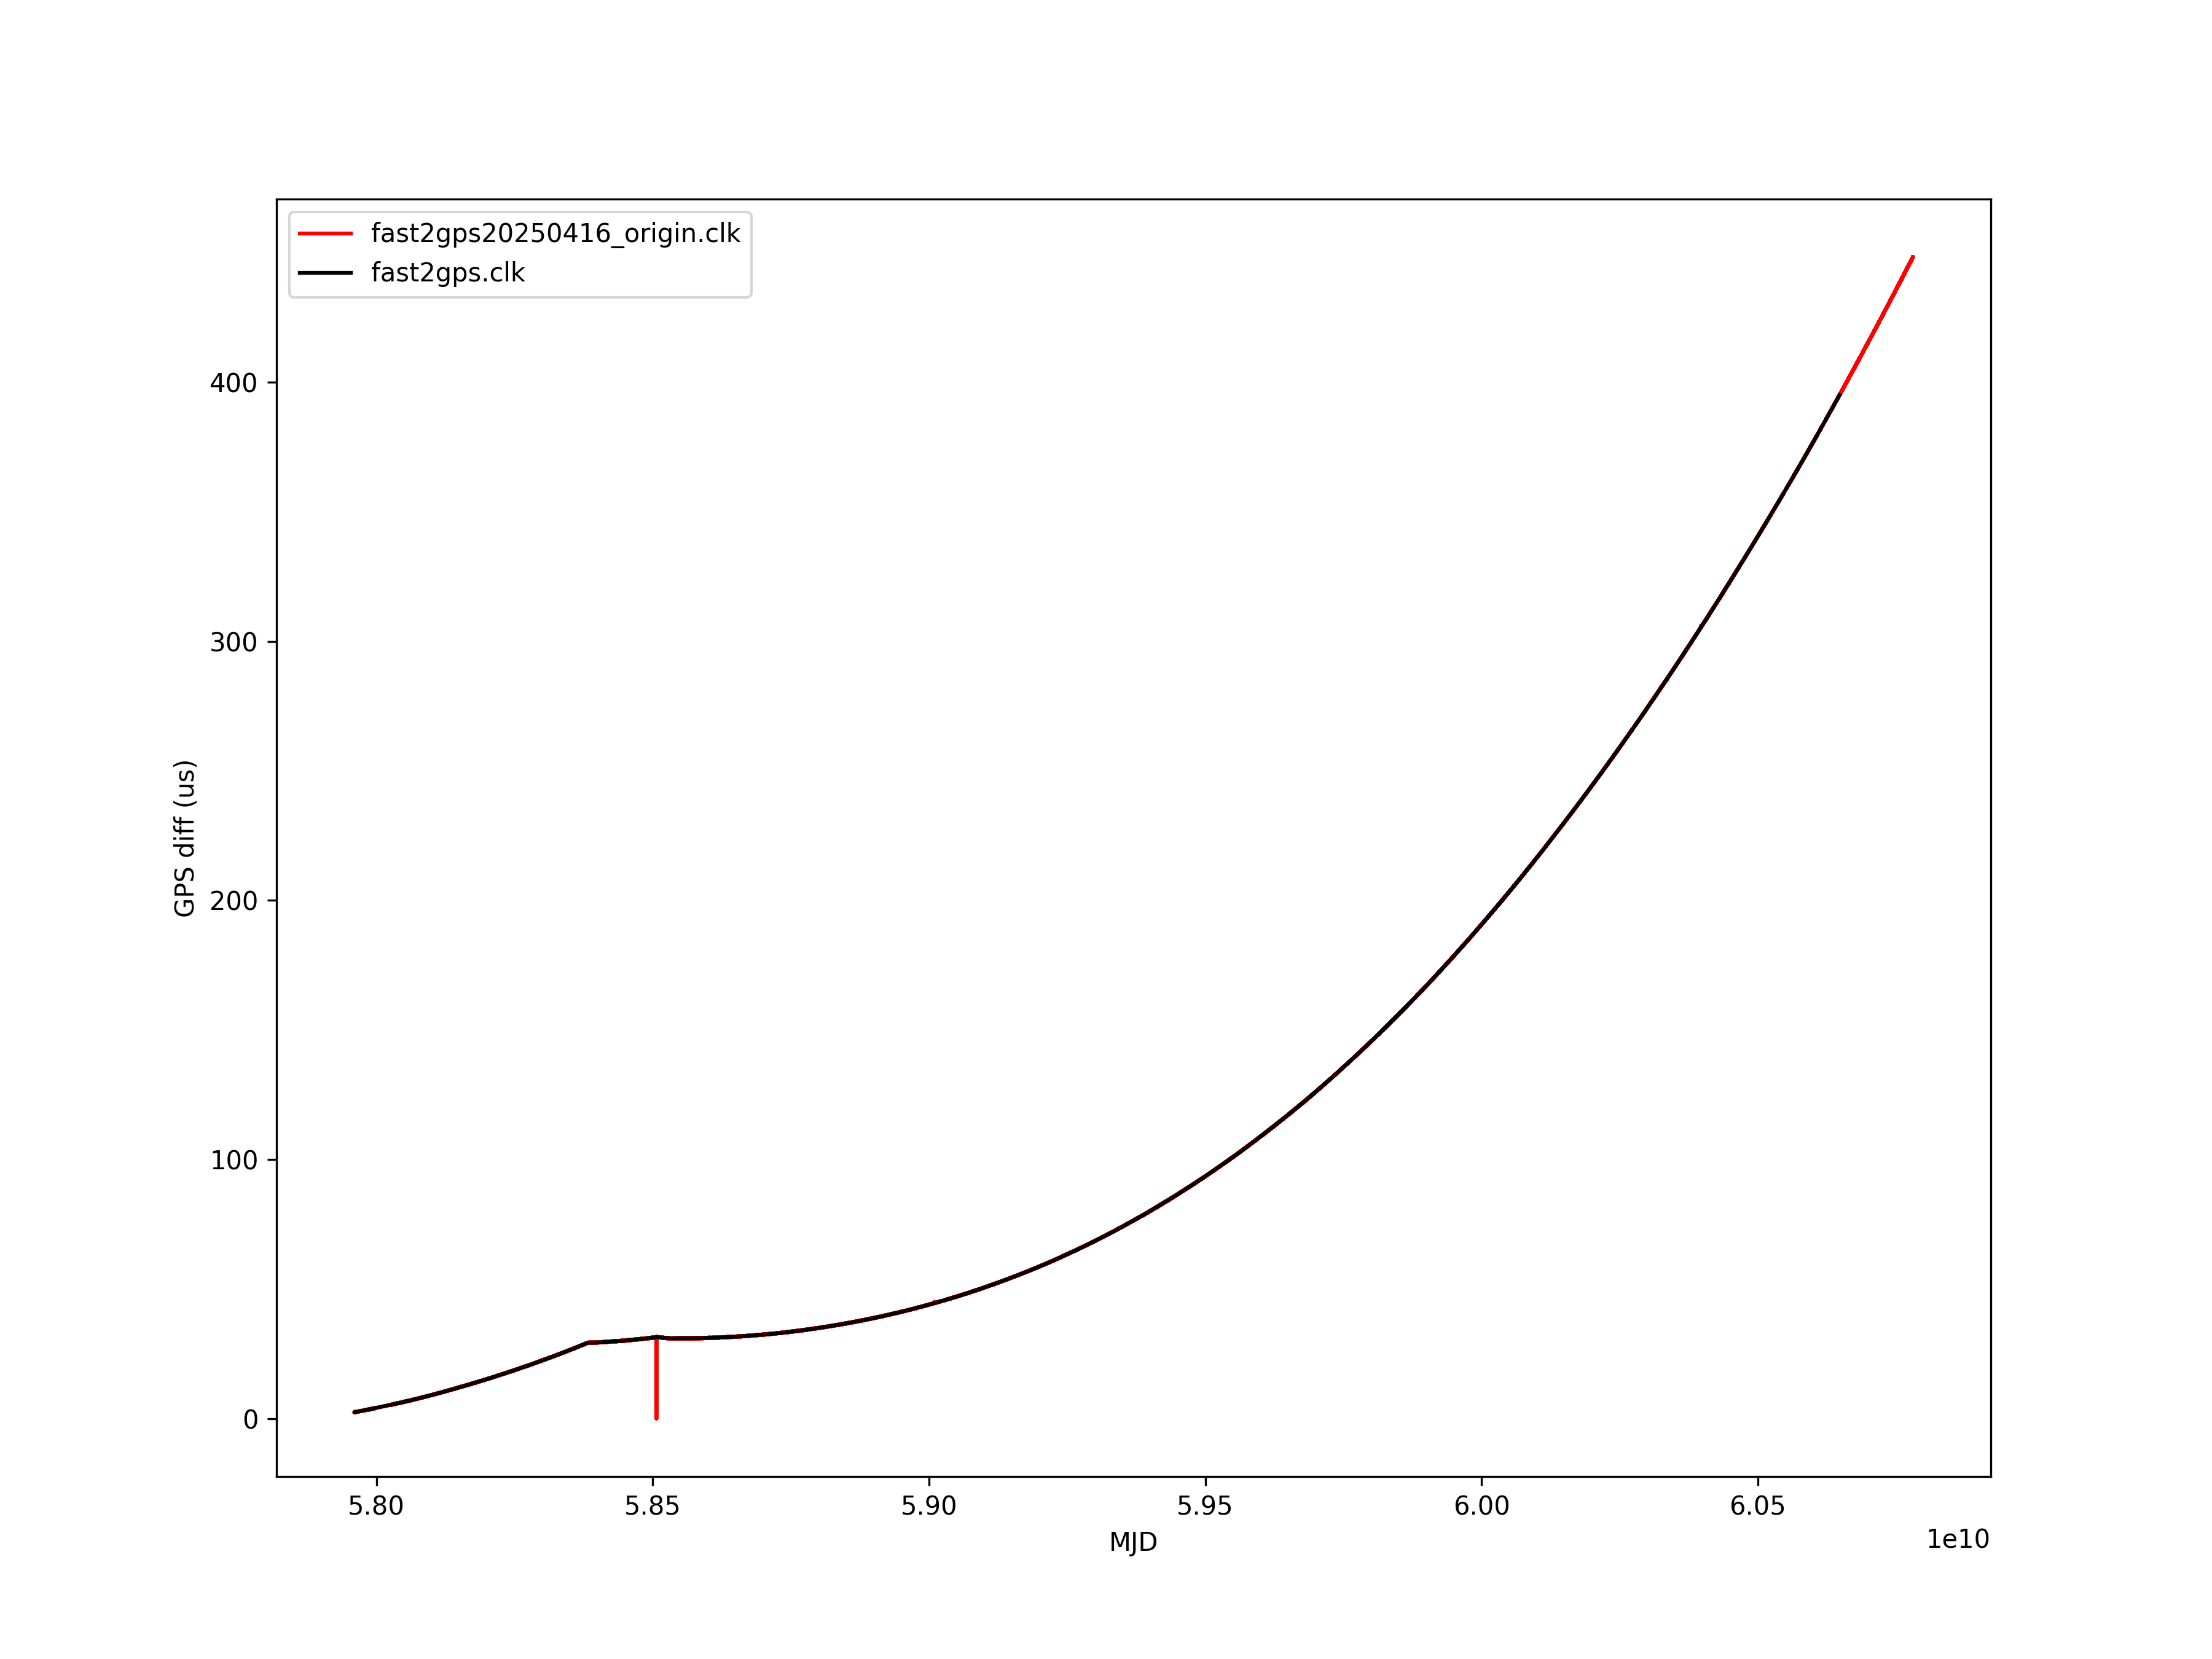 fast2gps20250416_origin.clk
fast2gps.clk
400
300
200
100
0
GPS diff (us)
5.80
5.85
5.90
5.95
6.00
6.05
1e10
MJD